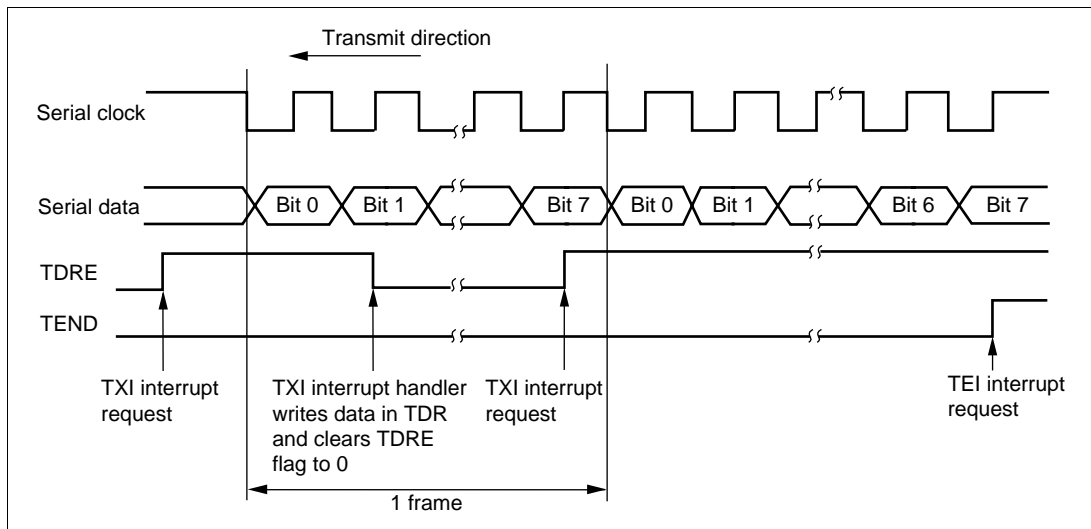 Transmit direction
Serial clock
Serial data
Bit 0
Bit 1
Bit 7
Bit 0
Bit 1
Bit 6
Bit 7
TDRE
TEND
TXI interrupt
request
TXI interrupt handler
writes data in TDR
and clears TDRE
flag to 0
TXI interrupt
request
TEI interrupt
request
1 frame